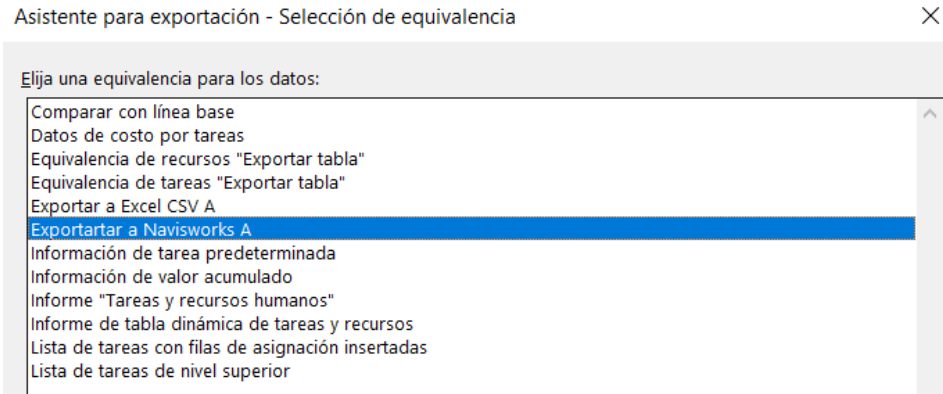 Asistente para exportación - Selección de equivalencia
Elija una equivalencia para los datos:
Comparar con línea base
Datos de costo por tareas
Equivalencia de recursos "Exportar tabla"
Equivalencia de tareas "Exportar tabla"
Exportar a Excel CSV A
Exportartar a Navisworks A
Información de tarea predeterminada
Información de valor acumulado
Informe "Tareas y recursos humanos"
Informe de tabla dinámica de tareas y recursos
Lista de tareas con filas de asignación insertadas
Lista de tareas de nivel superior